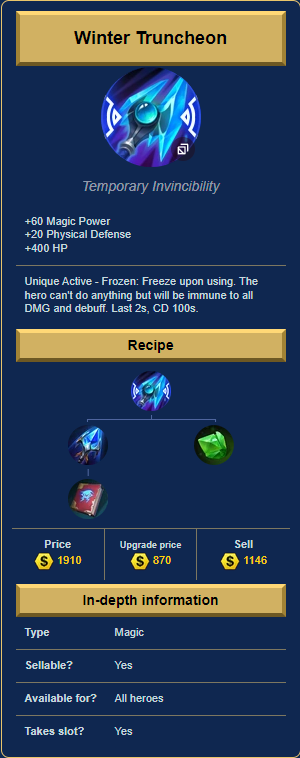 Winter Truncheon
Temporary Invincibility
+60 Magic Power
+20 Physical Defense
+400 HP
Unique Active - Frozen: Freeze upon using. The
hero can't do anything but will be immune to all
DMG and debuff. Last 2s, CD 100s.
Recipe
Price
Upgrade price
Sell
S 1910
S 870
S 1146
In-depth information
Type Magic
Sellable? Yes
Available for? All heroes
Takes slot? Yes